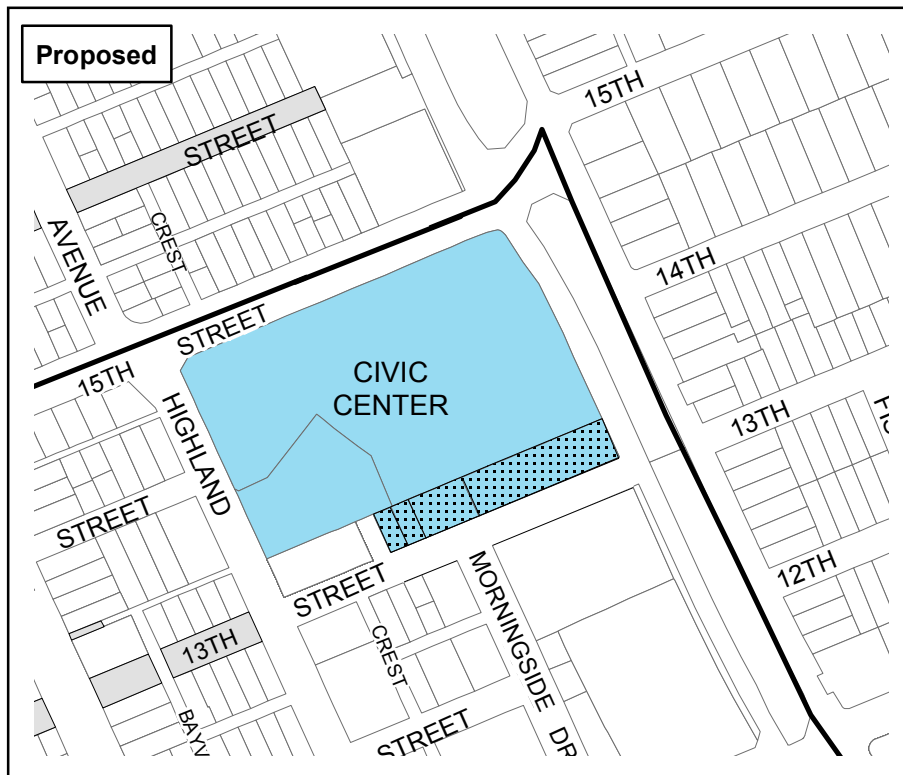 Proposed
15TH
STREET
CREST
AVENUE
14TH
STREET
15TH
CIVIC
CENTER
HIGHLAND
13TH
STREET
12TH
STREET
MORNINGSIDE DR
13TH
CREST
BAYV
STREET